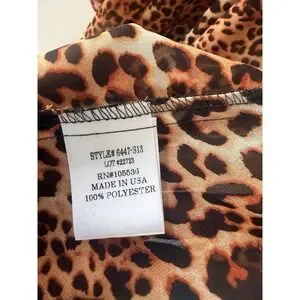 STYLE# 6447-S13
LOT #22723
RN#105536
MADE IN USA
100% POLYESTER